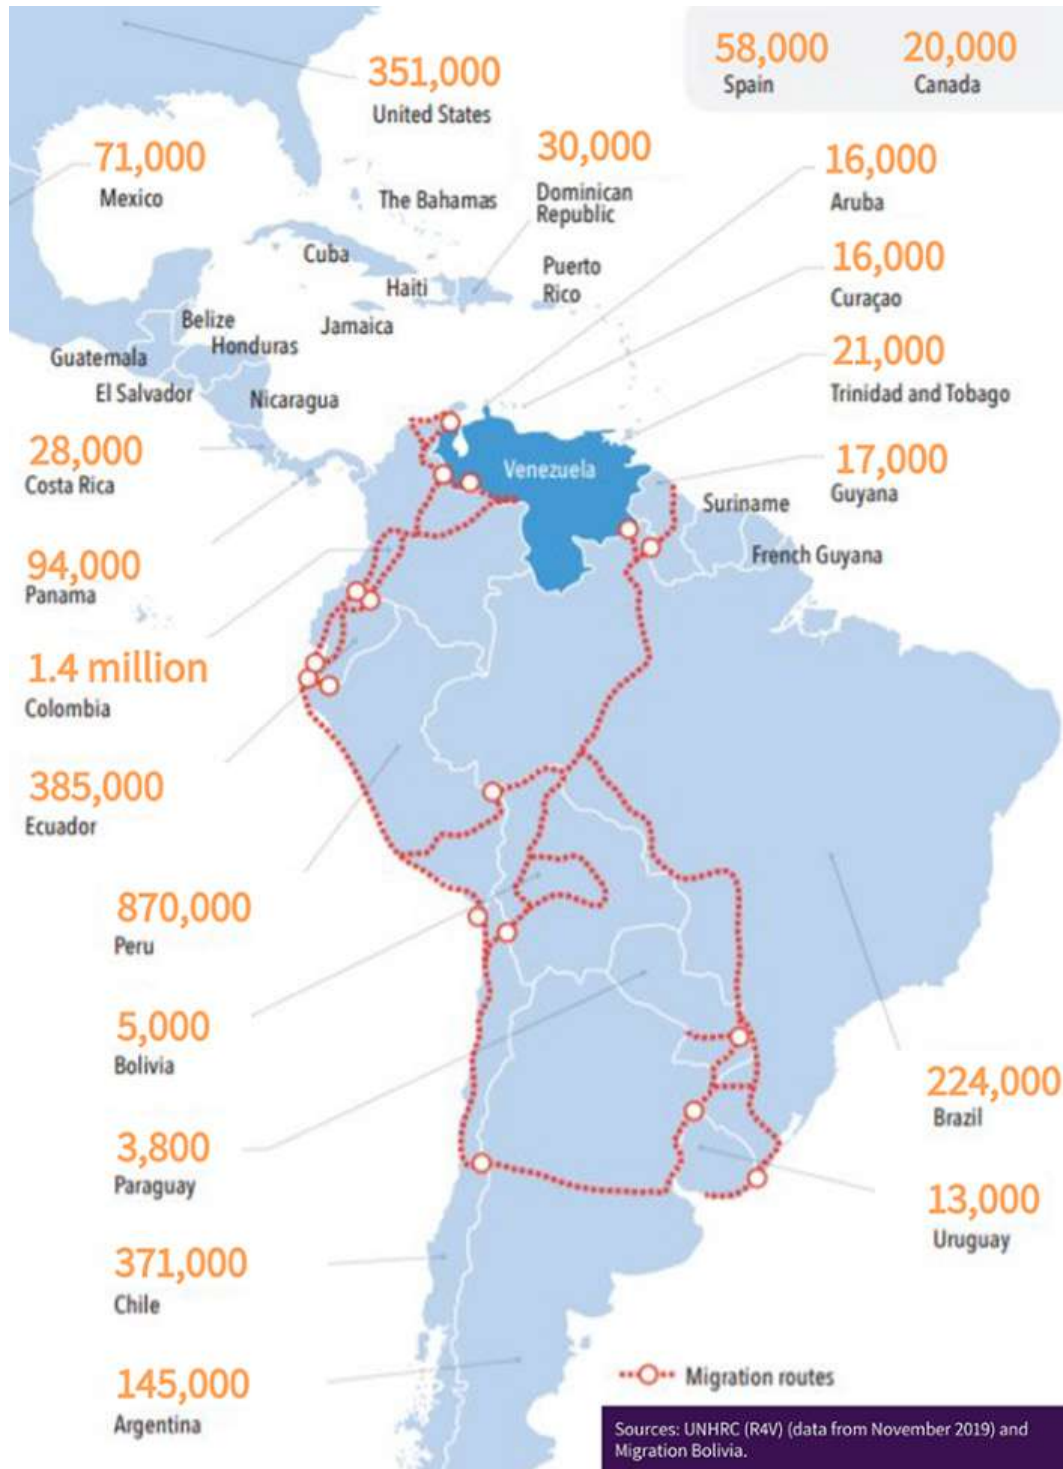 58,000
Spain
20,000
Canada
351,000
United States
71,000
Mexico
30,000
Dominican
Republic
16,000
Aruba
The Bahamas
Cuba
Haiti
Puerto
Rico
16,000
Curaçao
Jamaica
Belize
Honduras
Guatemala
El Salvador
Nicaragua
21,000
Trinidad and Tobago
28,000
Costa Rica
Venezuela
17,000
Guyana
Suriname
French Guyana
94,000
Panama
1.4 million
Colombia
385,000
Ecuador
870,000
Peru
5,000
Bolivia
224,000
Brazil
3,800
Paraguay
13,000
Uruguay
371,000
Chile
145,000
Argentina
Migration routes
Sources: UNHRC (R4V) (data from November 2019) and
Migration Bolivia.